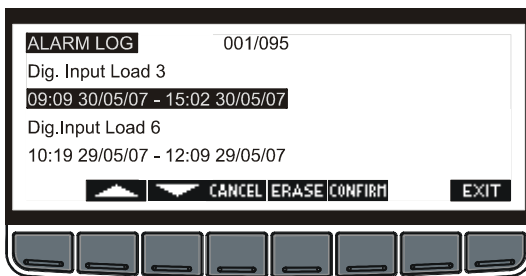 ALARM LOG 001/095
Dig. Input Load 3
09:09 30/05/07 - 15:02 30/05/07
Dig.Input Load 6
10:19 29/05/07 - 12:09 29/05/07
CANCEL ERASE CONFIRM EXIT